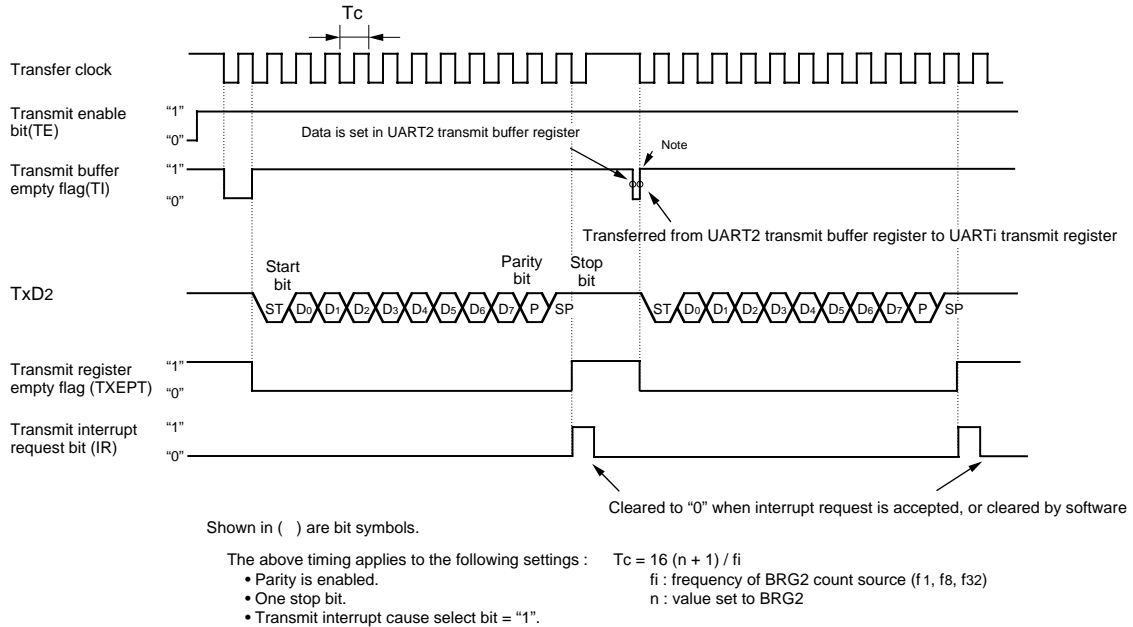 Tc
Transfer clock
Transmit enable
bit(TE)
“1”
“0”
Data is set in UART2 transmit buffer register
Note
Transmit buffer
empty flag(TI)
“1”
“0”
Transferred from UART2 transmit buffer register to UARTi transmit register
Start
bit
Parity
bit
Stop
bit
TxD2
ST D0 D1 D2 D3 D4 D5 D6 D7 P SP
ST D0 D1 D2 D3 D4 D5 D6 D7 P SP
Transmit register
empty flag (TXEPT)
“1”
“0”
Transmit interrupt
request bit (IR)
“1”
“0”
Cleared to “0” when interrupt request is accepted, or cleared by software
Shown in ( ) are bit symbols.
The above timing applies to the following settings :
• Parity is enabled.
• One stop bit.
• Transmit interrupt cause select bit = “1”.
Tc = 16 (n + 1) / fi
fi : frequency of BRG2 count source (f1, f8, f32)
n : value set to BRG2